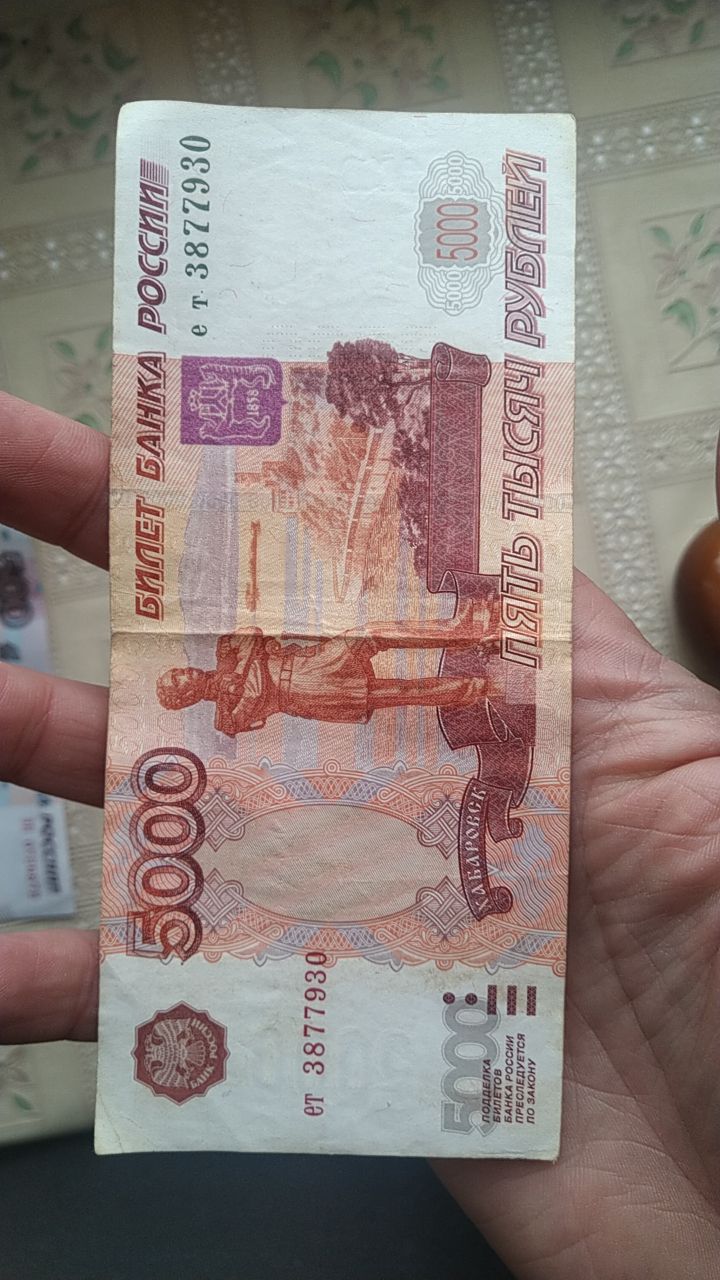 РОССИИ
5000
БИЛЕТ БАНКА РОССИИ
БАНК РОССИИ
ет 3877930
1858
ет 3877930
5000
ХАБАРОВСК
5000 5000 5000
ПОДДЕЛКА
БИЛЕТОВ
БАНКА РОССИИ
ПРЕСЛЕДУЕТСЯ
ПО ЗАКОНУ
ПЯТЬ ТЫСЯЧ РУБЛЕЙ